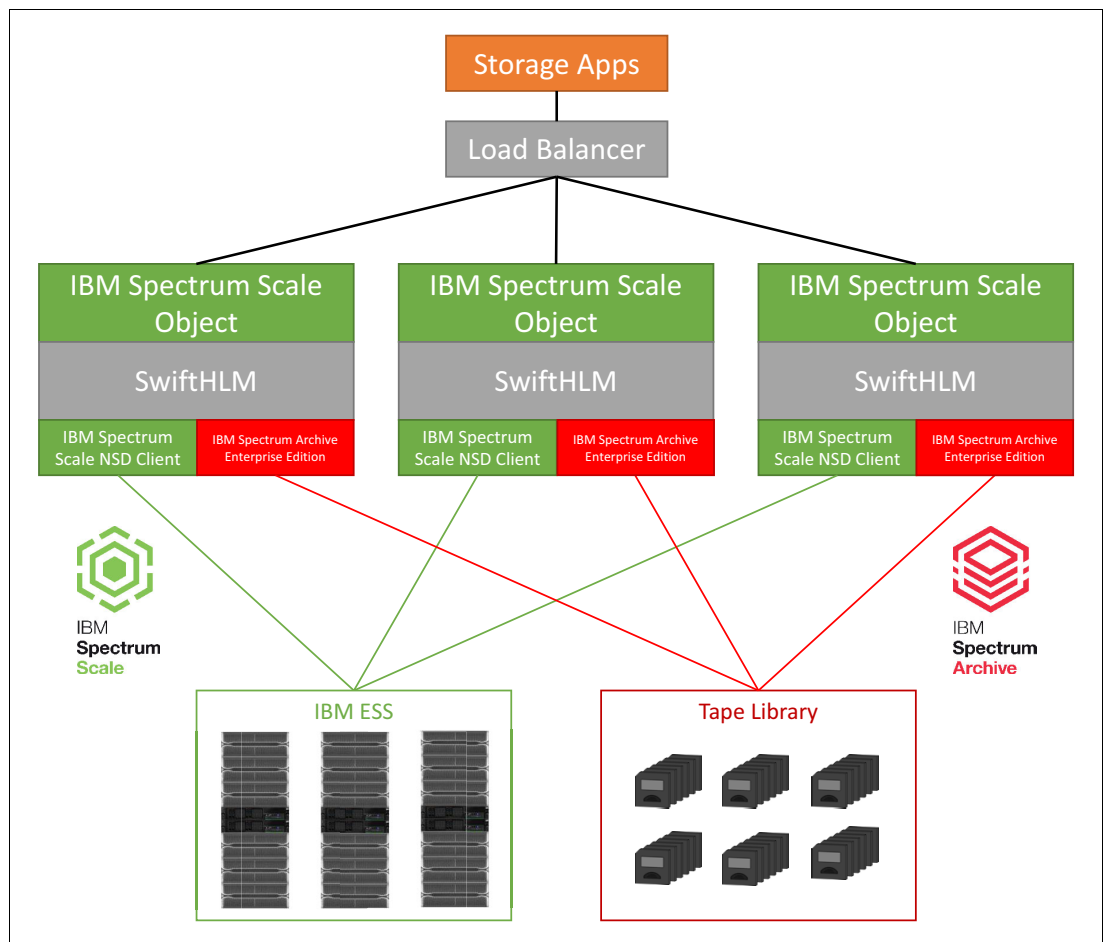 Storage Apps
Load Balancer
IBM Spectrum Scale
Object
IBM Spectrum Scale
Object
IBM Spectrum Scale
Object
SwiftHLM
SwiftHLM
SwiftHLM
IBM Spectrum
Scale NSD Client
IBM Spectrum Archive
Enterprise Edition
IBM Spectrum
Scale NSD Client
IBM Spectrum Archive
Enterprise Edition
IBM Spectrum
Scale NSD Client
IBM Spectrum Archive
Enterprise Edition
IBM
Spectrum
Scale
IBM
Spectrum
Archive
IBM ESS
Tape Library